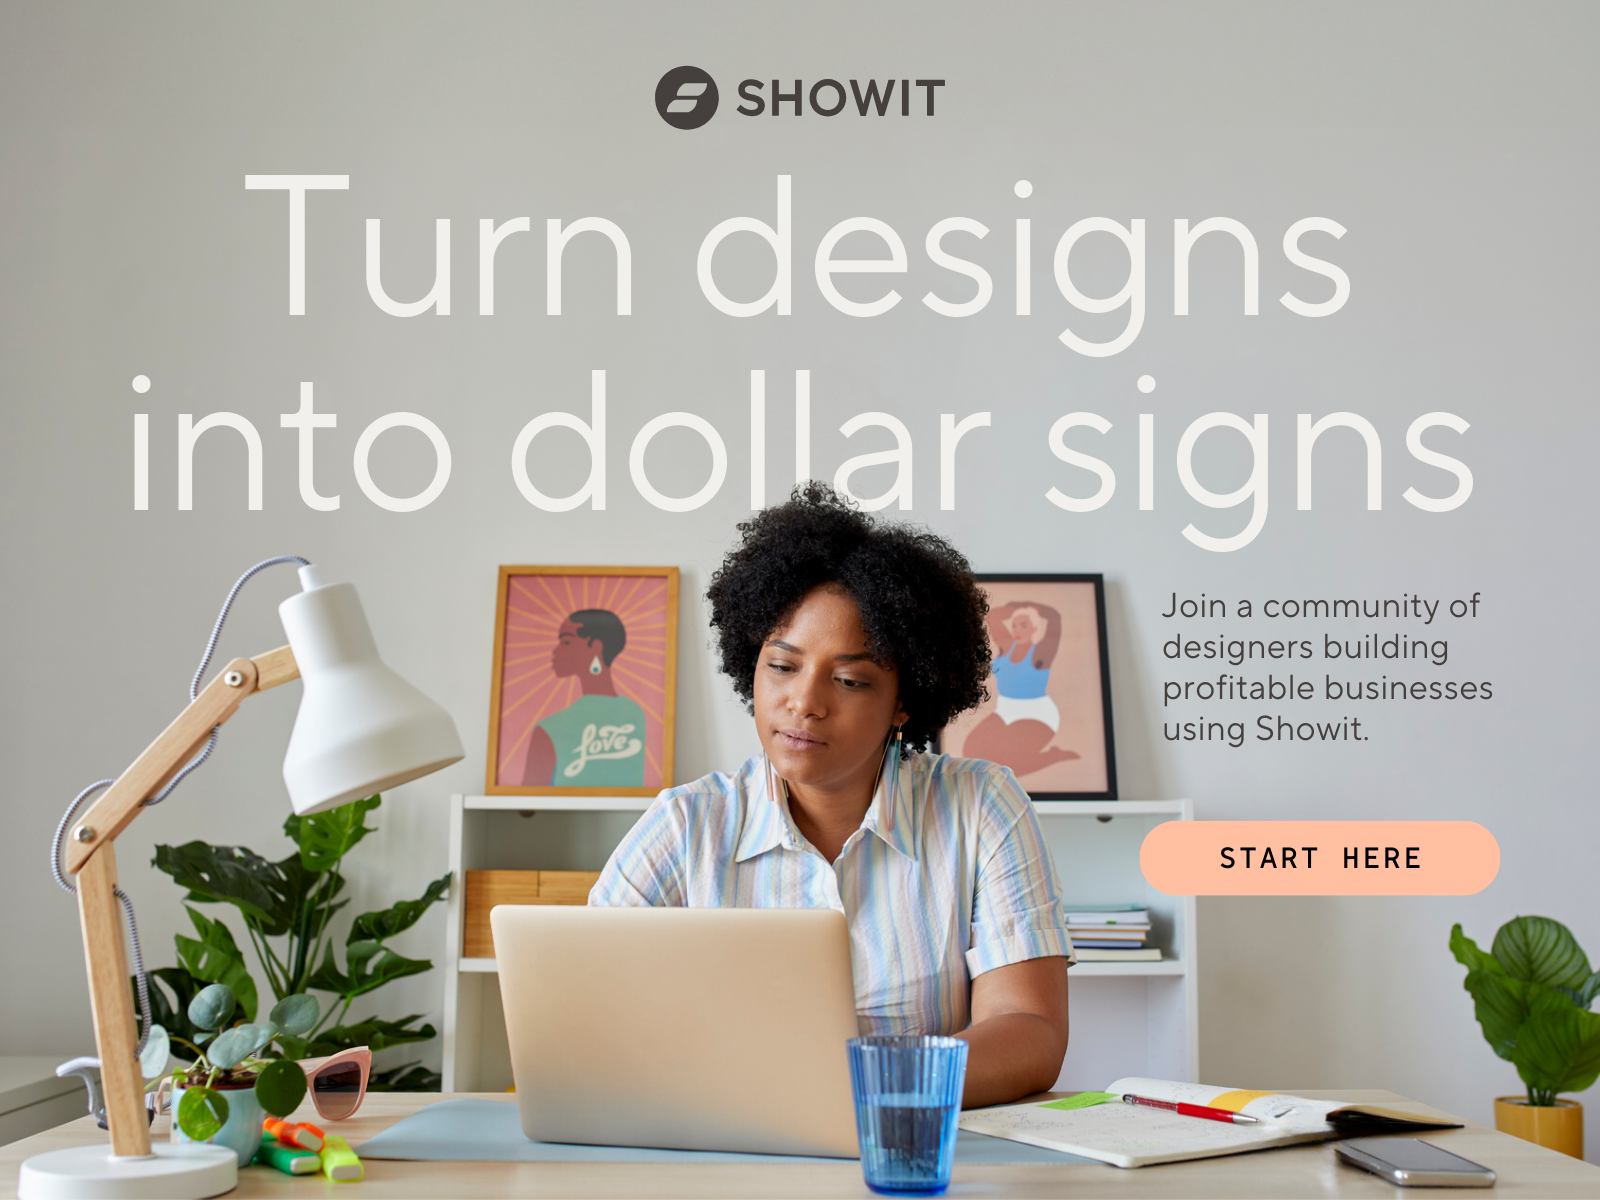 SHOWIT
Turn designs
into dollar signs
Love
Join a community of
designers building
profitable businesses
using Showit.
START HERE